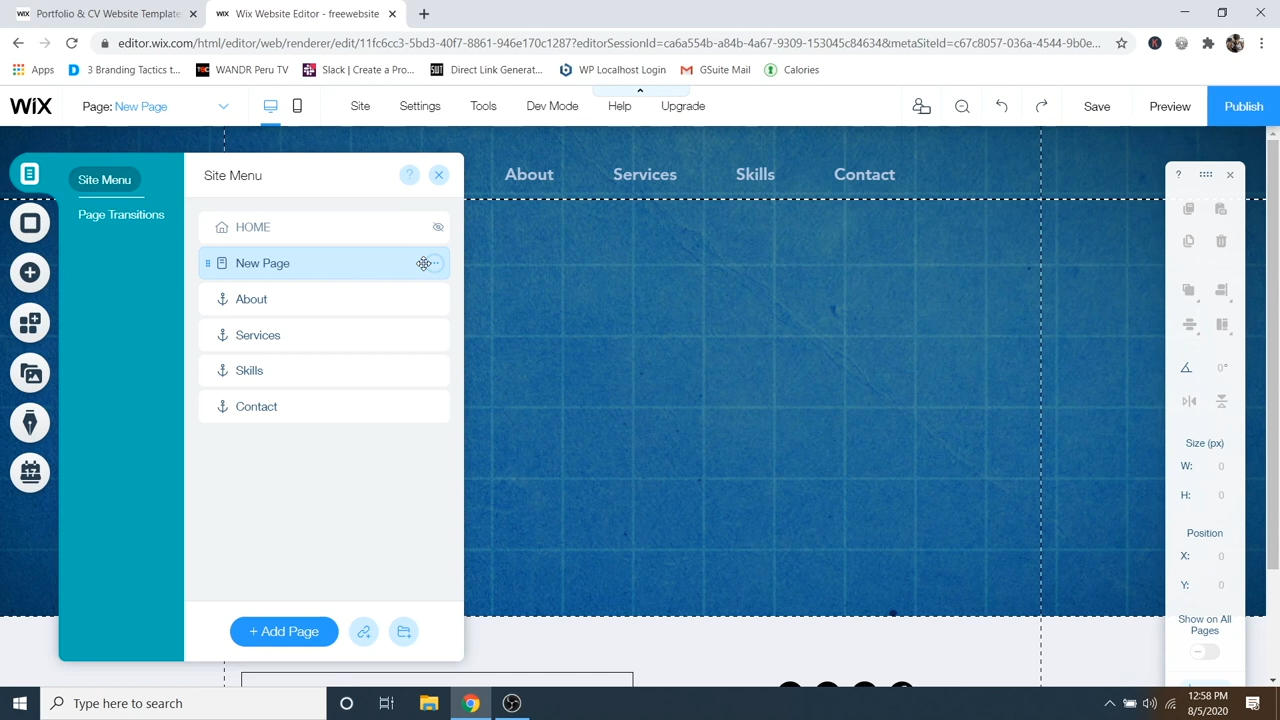 Portfolio & CV Website Template
Wix Website Editor - freewebsite
editor.wix.com/html/editor/web/renderer/edit/11fc6cc3-5bd3-40f7-8861-946e170c1287?editorSessionId=ca6a554b-a84b-4a67-9309-153045c84634&metaSiteId=c67c8057-036a-4544-9b0e...
Apps
3 Branding Tactics t...
WANDR Peru TV
Slack | Create a Pro...
Direct Link Generat...
WP Localhost Login
GSuite Mail
Calories
WiX
Page: New Page
Site
Settings
Tools
Dev Mode
Help
Upgrade
Save
Preview
Publish
Site Menu
Page Transitions
Site Menu
?
HOME
New Page
About
Services
Skills
Contact
+ Add Page
About
Services
Skills
Contact
?
0°
Size (px)
W: 0
H: 0
Position
X: 0
Y: 0
Show on All
Pages
Type here to search
12:58 PM
8/5/2020